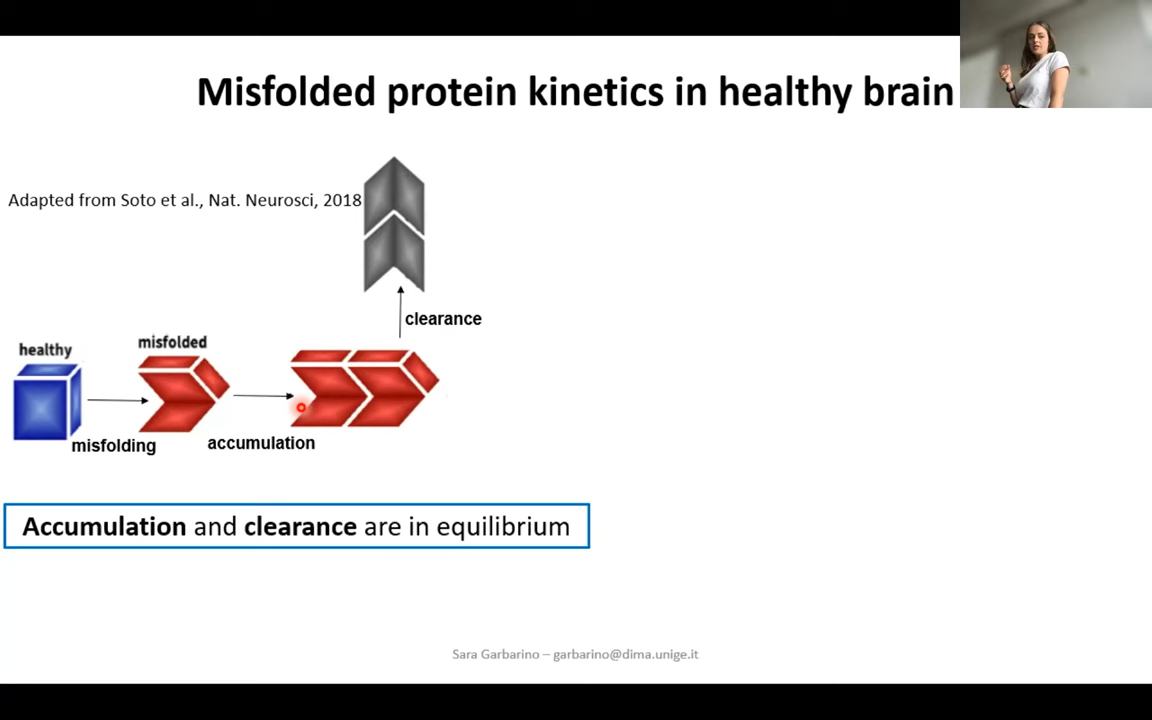 Misfolded protein kinetics in healthy brain
Adapted from Soto et al., Nat. Neurosci, 2018
clearance
healthy
misfolded
misfolding
accumulation
Accumulation and clearance are in equilibrium
Sara Garbarino – garbarino@dima.unige.it